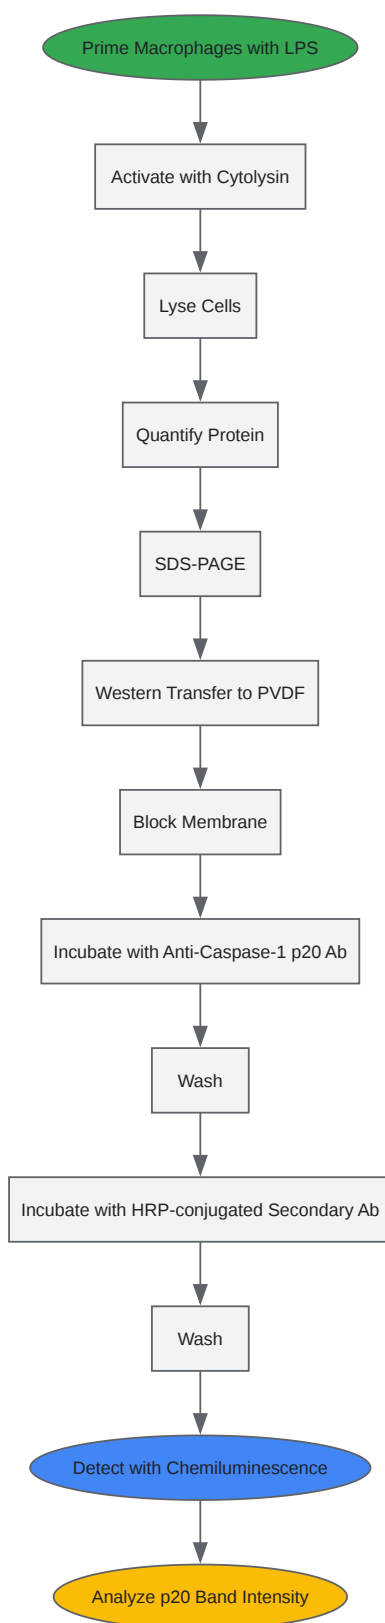 Prime Macrophages with LPS
Activate with Cytolysin
Lyse Cells
Quantify Protein
SDS-PAGE
Western Transfer to PVDF
Block Membrane
Incubate with Anti-Caspase-1 p20 Ab
Wash
Incubate with HRP-conjugated Secondary Ab
Wash
Detect with Chemiluminescence
Analyze p20 Band Intensity